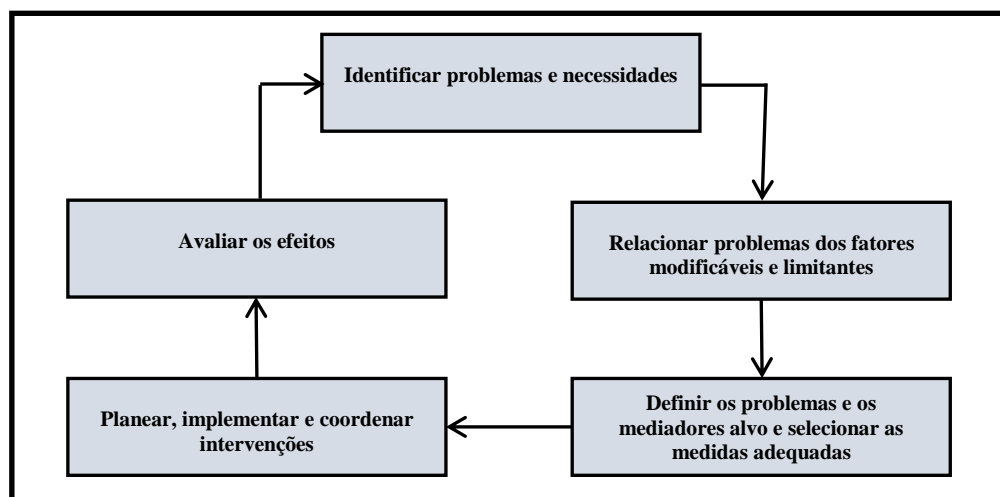 Identificar problemas e necessidades
Relacionar problemas dos fatores
modificáveis e limitantes
Definir os problemas e os
mediadores alvo e selecionar as
medidas adequadas
Planear, implementar e coordenar
intervenções
Avaliar os efeitos